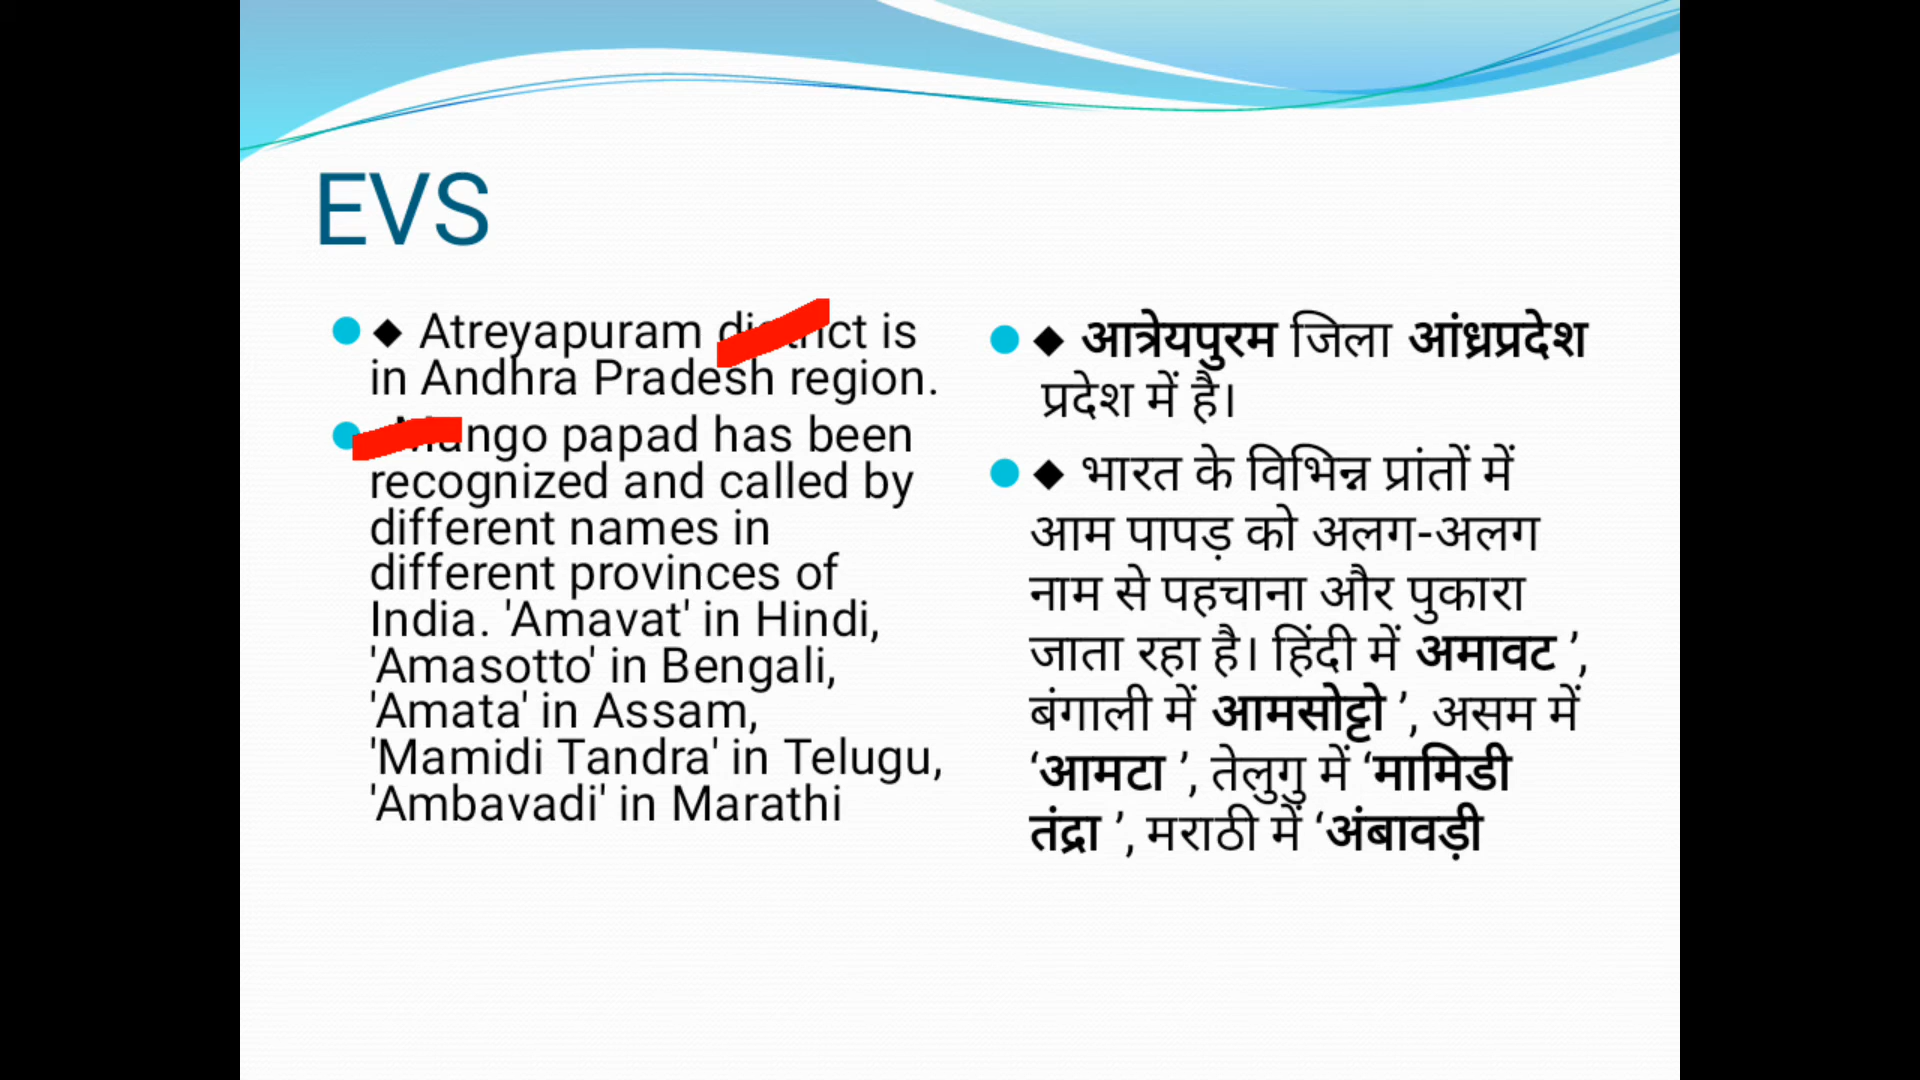 EVS
◆ Atreyapuram district is
in Andhra Pradesh region.
Mango papad has been
recognized and called by
different names in
different provinces of
India. 'Amavat' in Hindi,
'Amasotto' in Bengali,
'Amata' in Assam,
'Mamidi Tandra' in Telugu,
'Ambavadi' in Marathi
◆ आत्रेयपुरम जिला आंध्रप्रदेश
प्रदेश में है।
◆ भारत के विभिन्न प्रांतों में
आम पापड़ को अलग-अलग
नाम से पहचाना और पुकारा
जाता रहा है। हिंदी में अमावट ’,
बंगाली में आमसोट्टो ’, असम में
‘आमटा ’, तेलुगु में ‘मामिडी
तंद्रा ’, मराठी में ‘अंबावड़ी